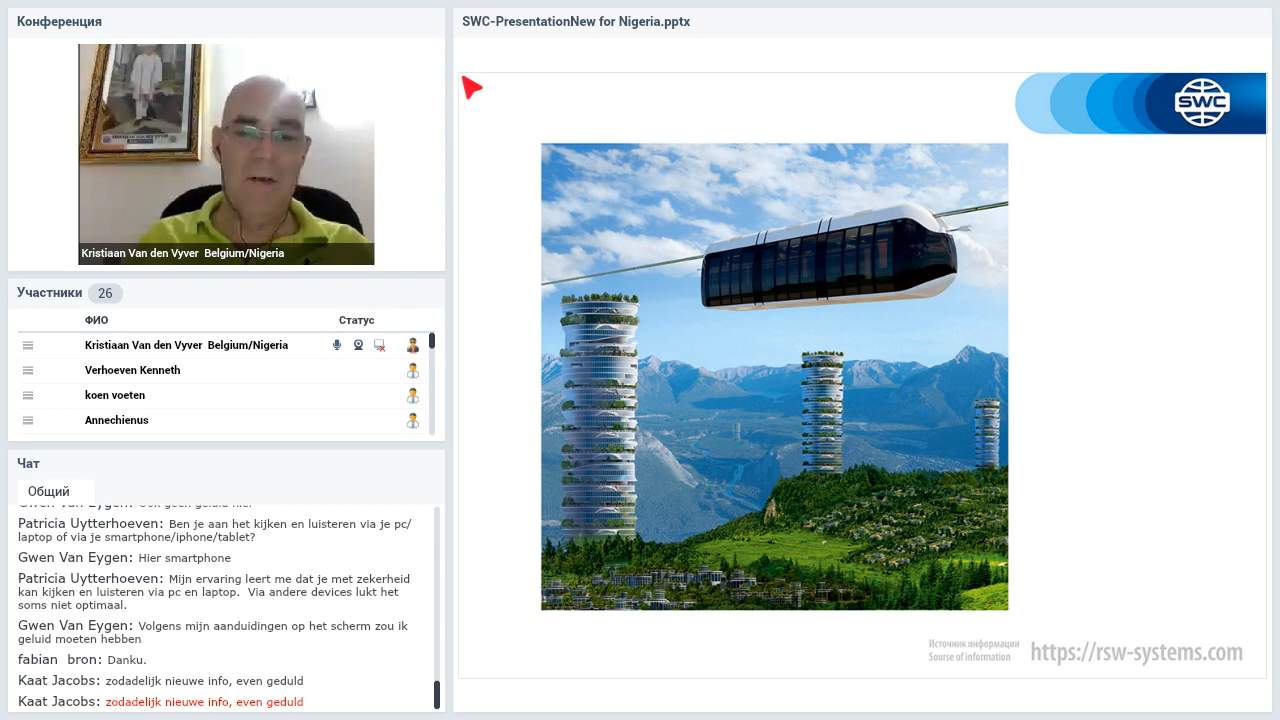 Конференция
Kristiaan Van den Vyver  Belgium/Nigeria
Участники 26
ФИО Статус
Kristiaan Van den Vyver  Belgium/Nigeria
Verhoeven Kenneth
koen voeten
Annechienus
Чат
Общий
Gwen Van Eygen:
Patricia Uytterhoeven: Ben je aan het kijken en luisteren via je pc/
laptop of via je smartphone/iphone/tablet?
Gwen Van Eygen: Hier smartphone
Patricia Uytterhoeven: Mijn ervaring leert me dat je met zekerheid
kan kijken en luisteren via pc en laptop.  Via andere devices lukt het
soms niet optimaal.
Gwen Van Eygen: Volgens mijn aanduidingen op het scherm zou ik
geluid moeten hebben
fabian  bron: Danku.
Kaat Jacobs: zodadelijk nieuwe info, even geduld
Kaat Jacobs: zodadelijk nieuwe info, even geduld
SWC-PresentationNew for Nigeria.pptx
SWC
Источник информации
Sourse of information
https://rsw-systems.com